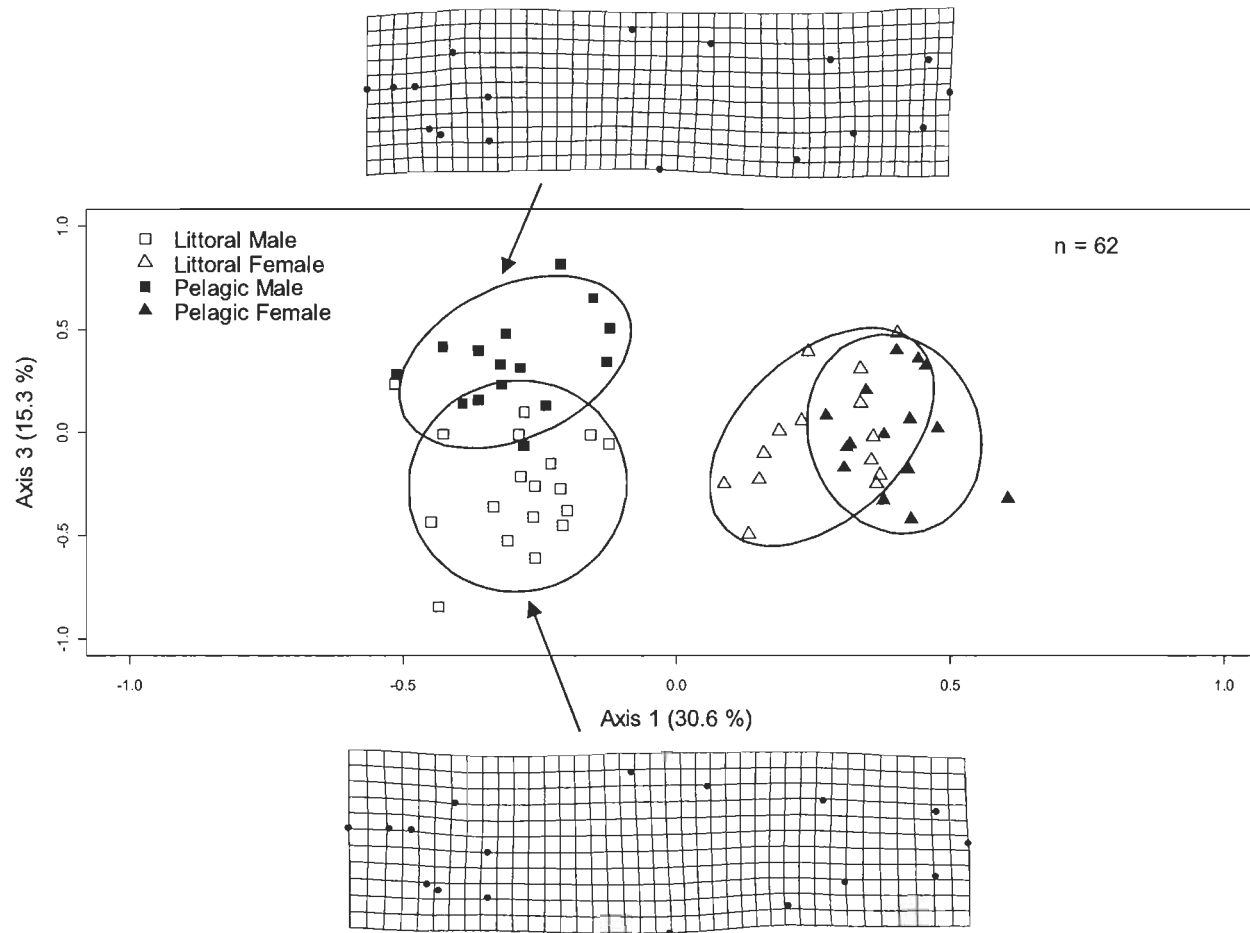 Littoral Male
Littoral Female
Pelagic Male
Pelagic Female
n = 62
Axis 3 (15.3 %)
1.0
0.5
0.0
-0.5
-1.0
-1.0
-0.5
0.0
0.5
1.0
Axis 1 (30.6 %)